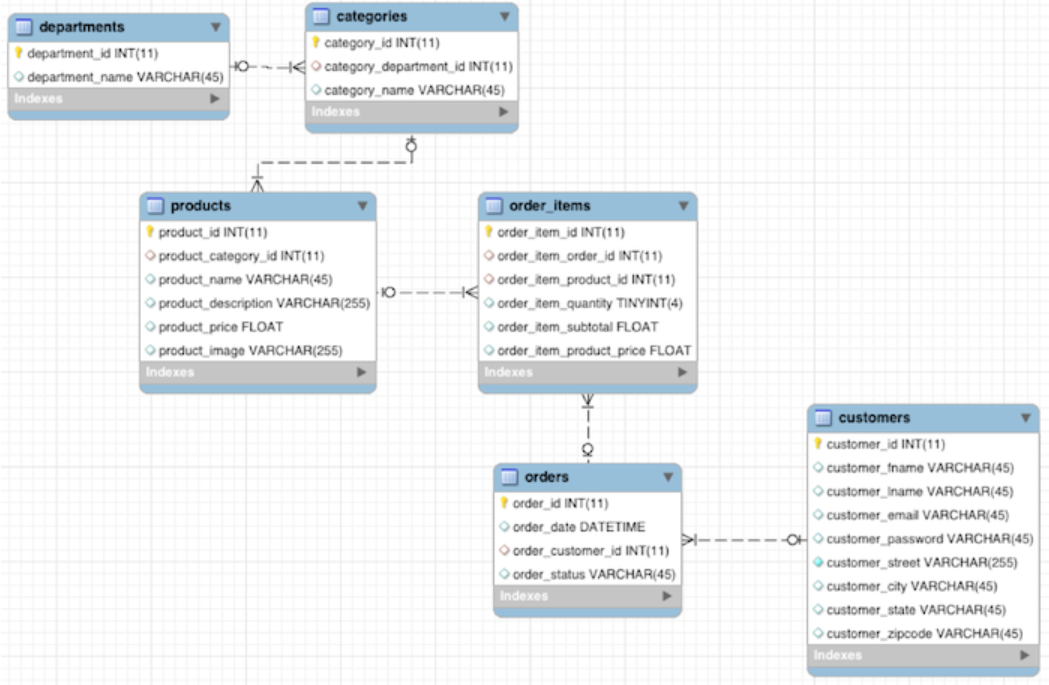 departments
department_id INT(11)
department_name VARCHAR(45)
Indexes
categories
category_id INT(11)
category_department_id INT(11)
category_name VARCHAR(45)
Indexes
products
product_id INT(11)
product_category_id INT(11)
product_name VARCHAR(45)
product_description VARCHAR(255)
product_price FLOAT
product_image VARCHAR(255)
Indexes
order_items
order_item_id INT(11)
order_item_order_id INT(11)
order_item_product_id INT(11)
order_item_quantity TINYINT(4)
order_item_subtotal FLOAT
order_item_product_price FLOAT
Indexes
orders
order_id INT(11)
order_date DATETIME
order_customer_id INT(11)
order_status VARCHAR(45)
Indexes
customers
customer_id INT(11)
customer_fname VARCHAR(45)
customer_lname VARCHAR(45)
customer_email VARCHAR(45)
customer_password VARCHAR(45)
customer_street VARCHAR(255)
customer_city VARCHAR(45)
customer_state VARCHAR(45)
customer_zipcode VARCHAR(45)
Indexes